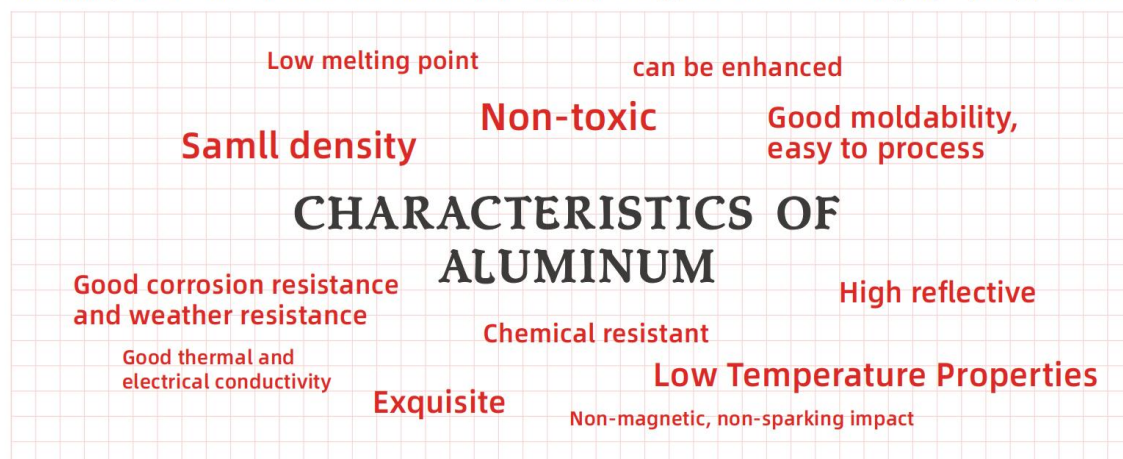 Low melting point
can be enhanced
Non-toxic
Good moldability,
easy to process
Samll density
CHARACTERISTICS OF
ALUMINUM
Good corrosion resistance
and weather resistance
High reflective
Chemical resistant
Good thermal and
electrical conductivity
Low Temperature Properties
Exquisite
Non-magnetic, non-sparking impact